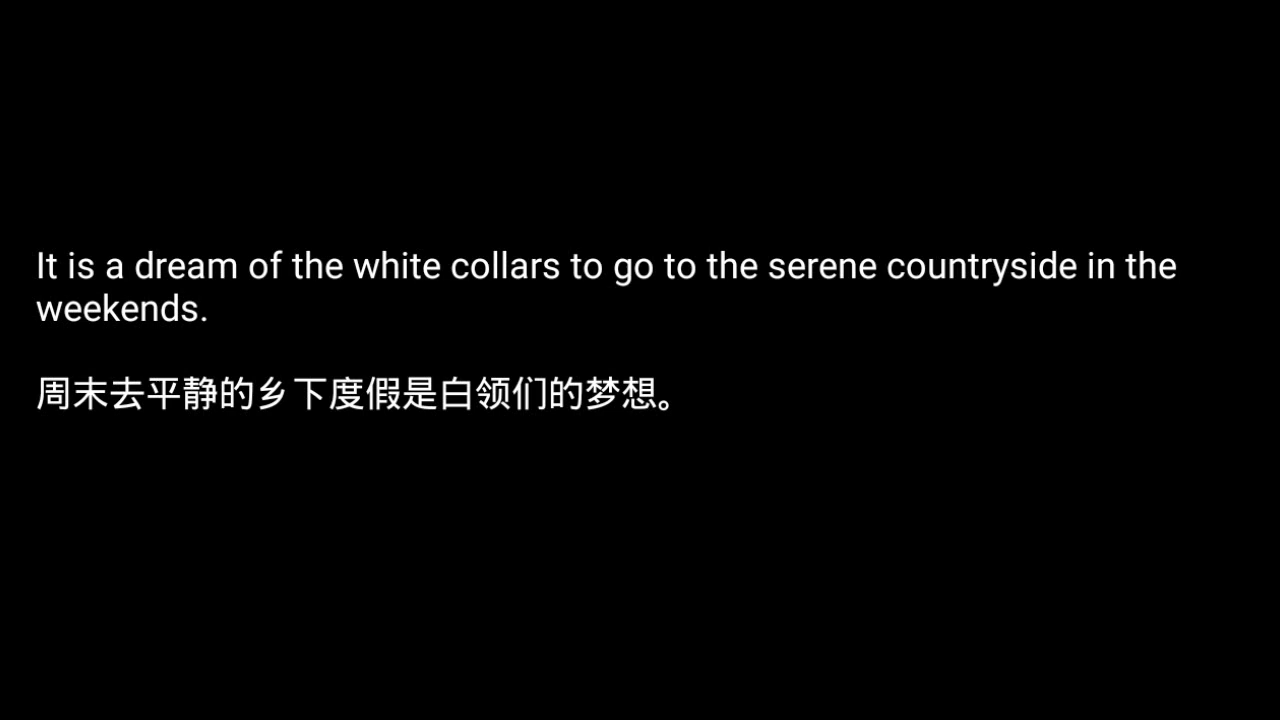 It is a dream of the white collars to go to the serene countryside in the
weekends.
周末去平静的乡下度假是白领们的梦想。